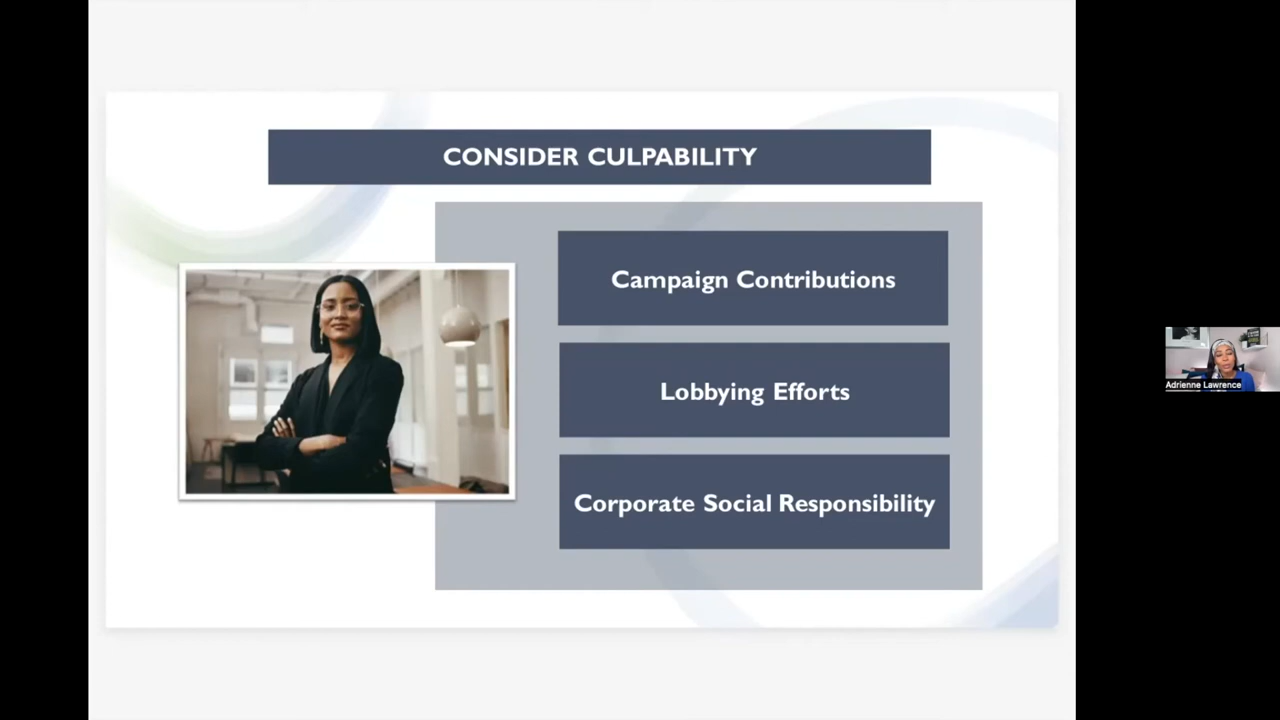 CONSIDER CULPABILITY
Campaign Contributions
Lobbying Efforts
Corporate Social Responsibility
Adrienne Lawrence